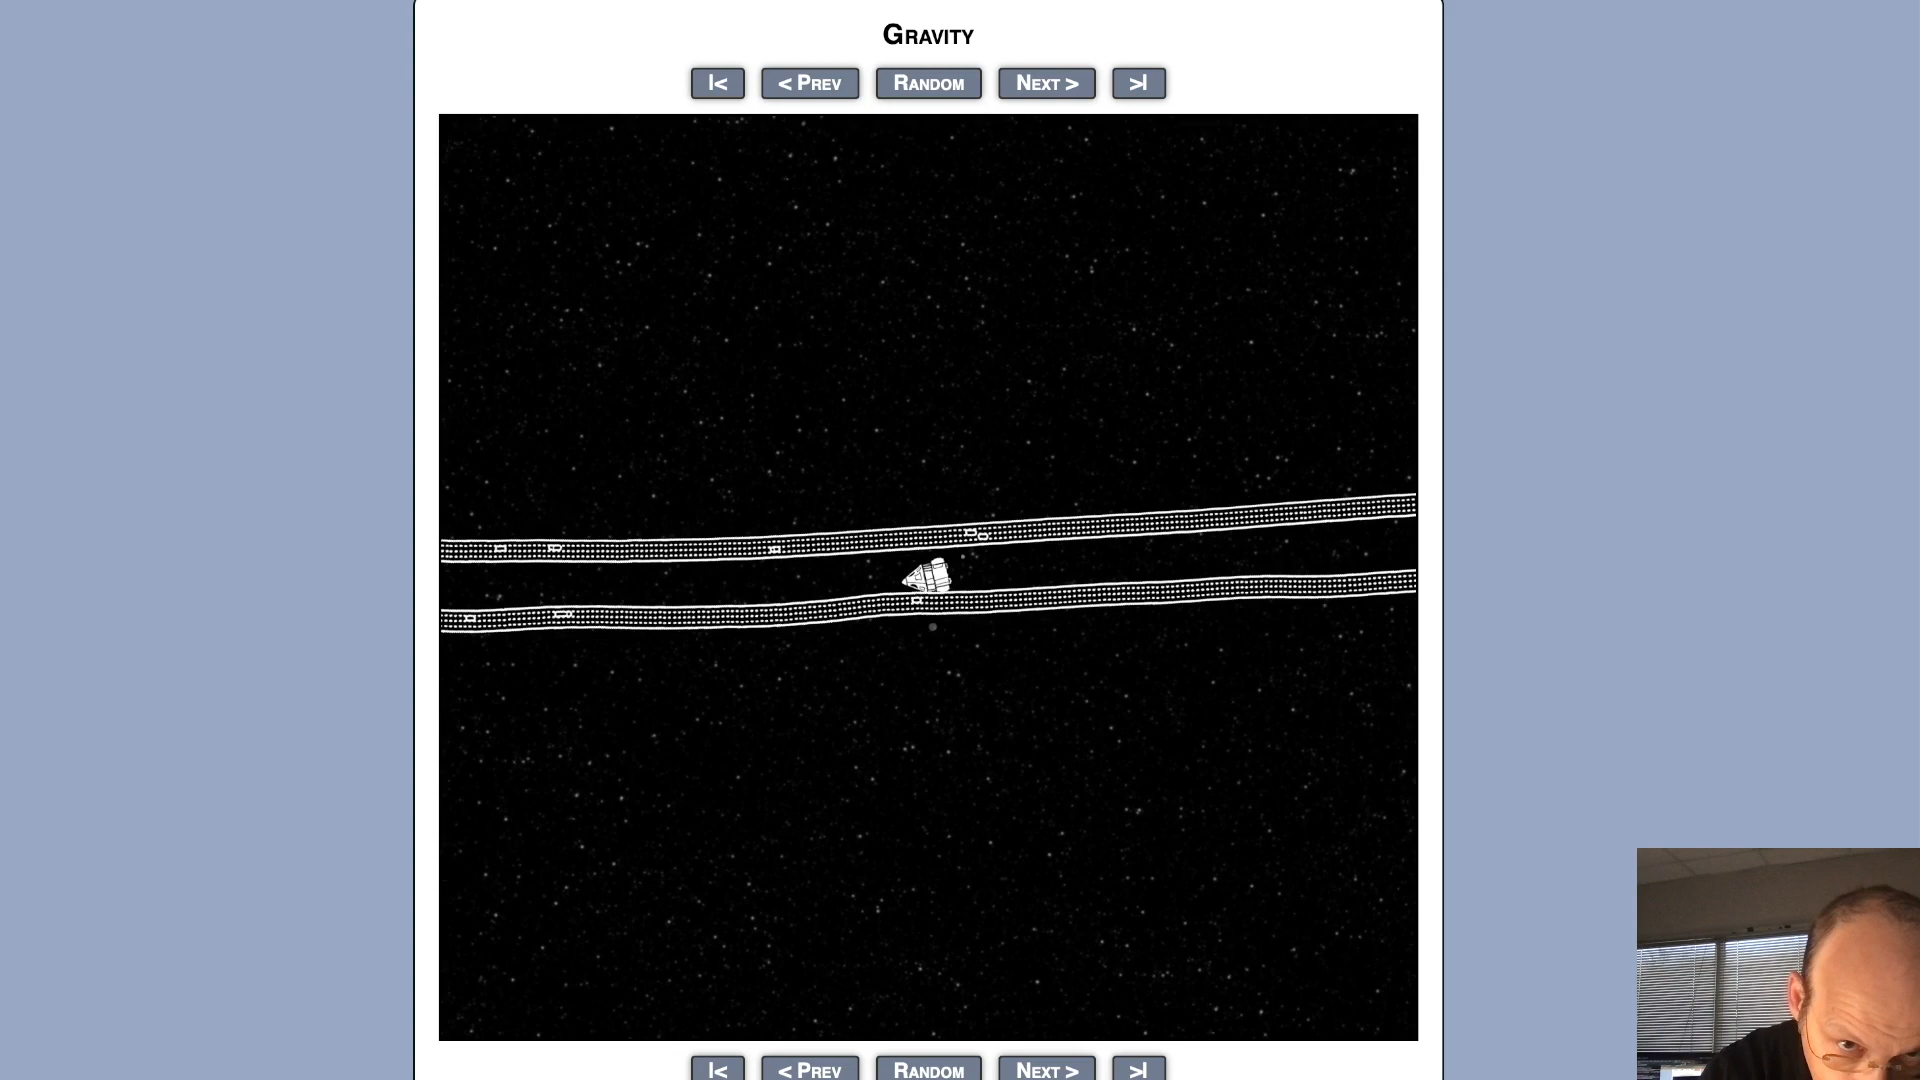 Gravity
|<
< Prev
Random
Next >
>|
|<
< Prev
Random
Next >
>|